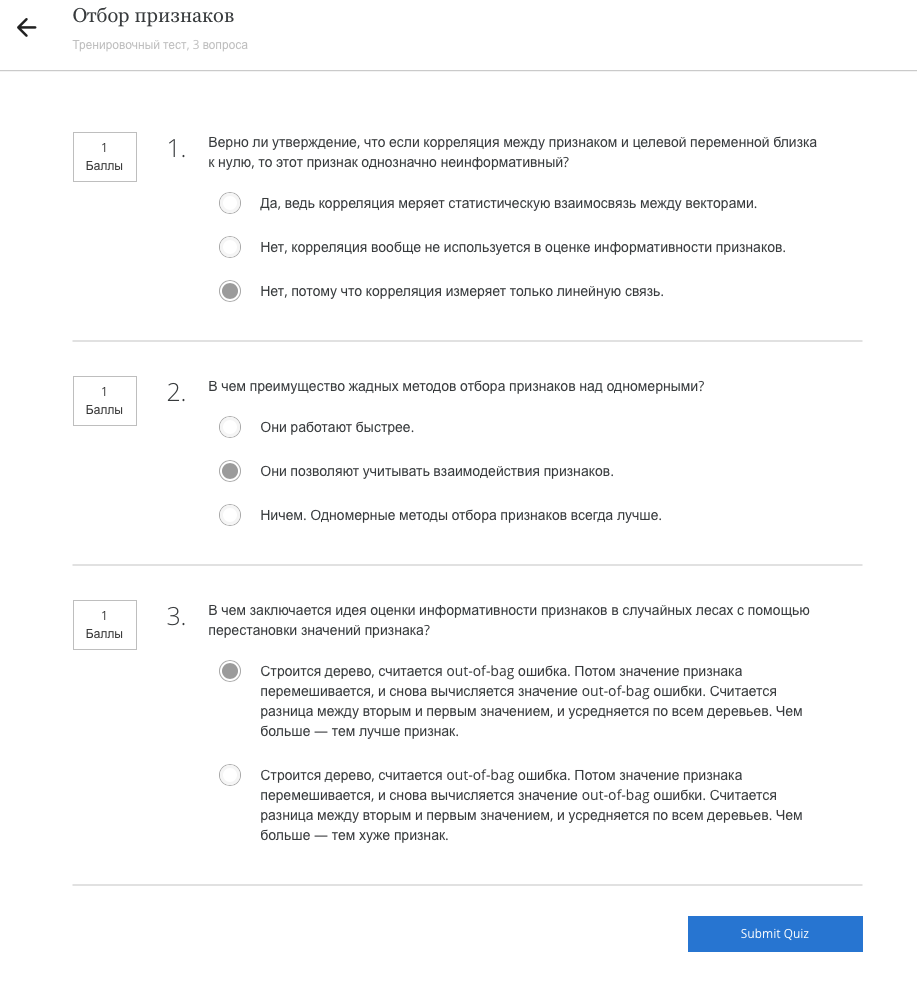 Отбор признаков
Тренировочный тест, 3 вопроса
1
Баллы
1.
Верно ли утверждение, что если корреляция между признаком и целевой переменной близка
к нулю, то этот признак однозначно неинформативный?
Да, ведь корреляция меряет статистическую взаимосвязь между векторами.
Нет, корреляция вообще не используется в оценке информативности признаков.
Нет, потому что корреляция измеряет только линейную связь.
1
Баллы
2.
В чем преимущество жадных методов отбора признаков над одномерными?
Они работают быстрее.
Они позволяют учитывать взаимодействия признаков.
Ничем. Одномерные методы отбора признаков всегда лучше.
1
Баллы
3.
В чем заключается идея оценки информативности признаков в случайных лесах с помощью
перестановки значений признака?
Строится дерево, считается out-of-bag ошибка. Потом значение признака
перемешивается, и снова вычисляется значение out-of-bag ошибки. Считается
разница между вторым и первым значением, и усредняется по всем деревьев. Чем
больше — тем лучше признак.
Строится дерево, считается out-of-bag ошибка. Потом значение признака
перемешивается, и снова вычисляется значение out-of-bag ошибки. Считается
разница между вторым и первым значением, и усредняется по всем деревьев. Чем
больше — тем хуже признак.
Submit Quiz